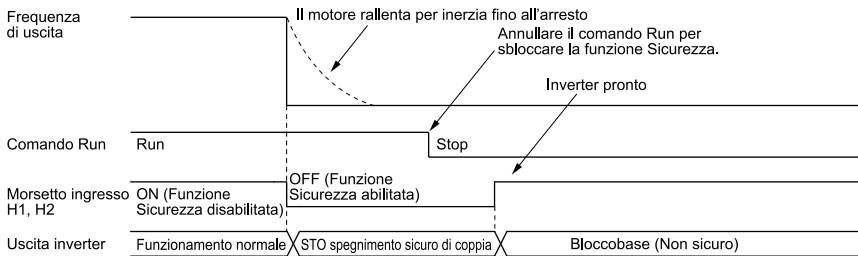 Frequenza
di uscita
Il motore rallenta per inerzia fino all'arresto
Annullare il comando Run per
sbloccare la funzione Sicurezza.
Inverter pronto
Comando Run
Run
Stop
Morsetto ingresso
H1, H2
ON (Funzione
Sicurezza disabilitata)
OFF (Funzione
Sicurezza abilitata)
Uscita inverter
Funzionamento normale
STO spegnimento sicuro di coppia
Bloccobase (Non sicuro)